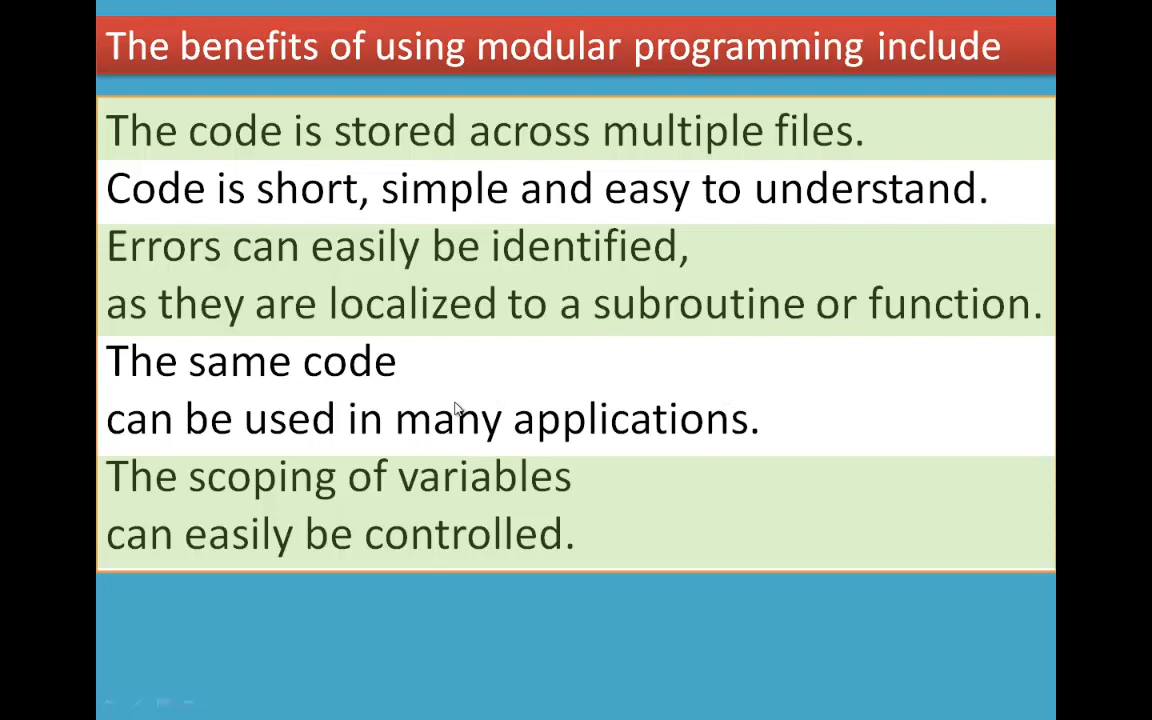 The benefits of using modular programming include
The code is stored across multiple files.
Code is short, simple and easy to understand.
Errors can easily be identified,
as they are localized to a subroutine or function.
The same code
can be used in many applications.
The scoping of variables
can easily be controlled.